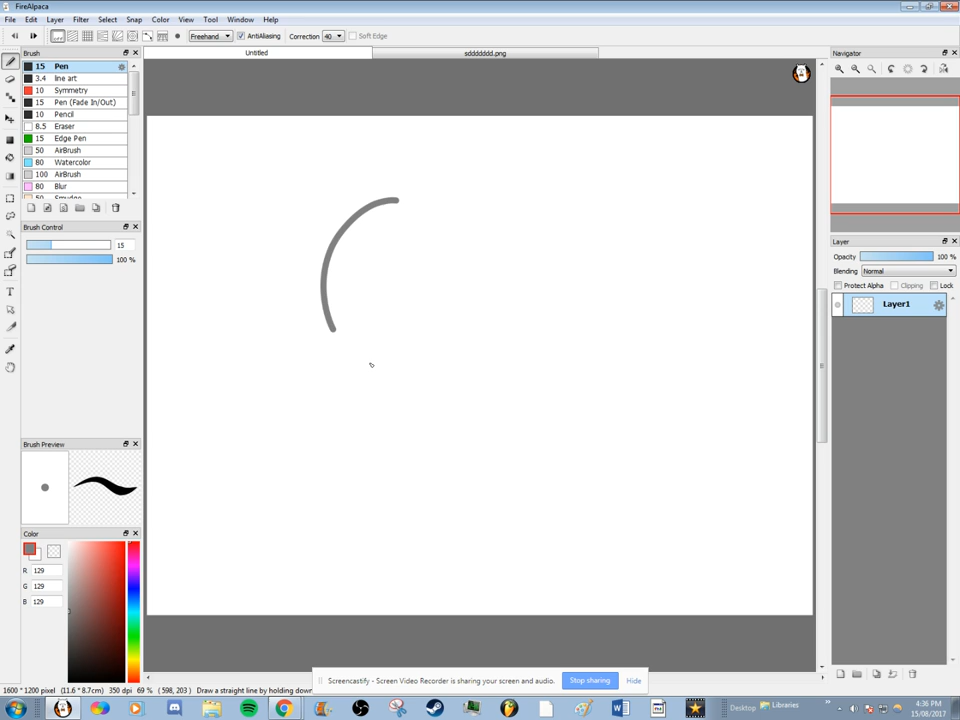 FireAlpaca
File Edit Layer Filter Select Snap Color View Tool Window Help
Freehand AntiAliasing Correction 40 Soft Edge
Brush
Untitled
sddddddd.png
Navigator
15 Pen
3.4 line art
10 Symmetry
15 Pen (Fade In/Out)
10 Pencil
8.5 Eraser
15 Edge Pen
50 AirBrush
80 Watercolor
100 AirBrush
80 Blur
50 Smudge
Brush Control
15
100 %
Layer
Opacity 100 %
Blending Normal
Protect Alpha Clipping Lock
Layer1
Brush Preview
Color
R 129
G 129
B 129
1600 * 1200 pixel (11.6 * 8.7cm) 350 dpi 69 % ( 598, 203 ) Draw a straight line by holding down
Screencastify - Screen Video Recorder is sharing your screen and audio. Stop sharing Hide
Desktop Libraries
4:36 PM
15/08/2017